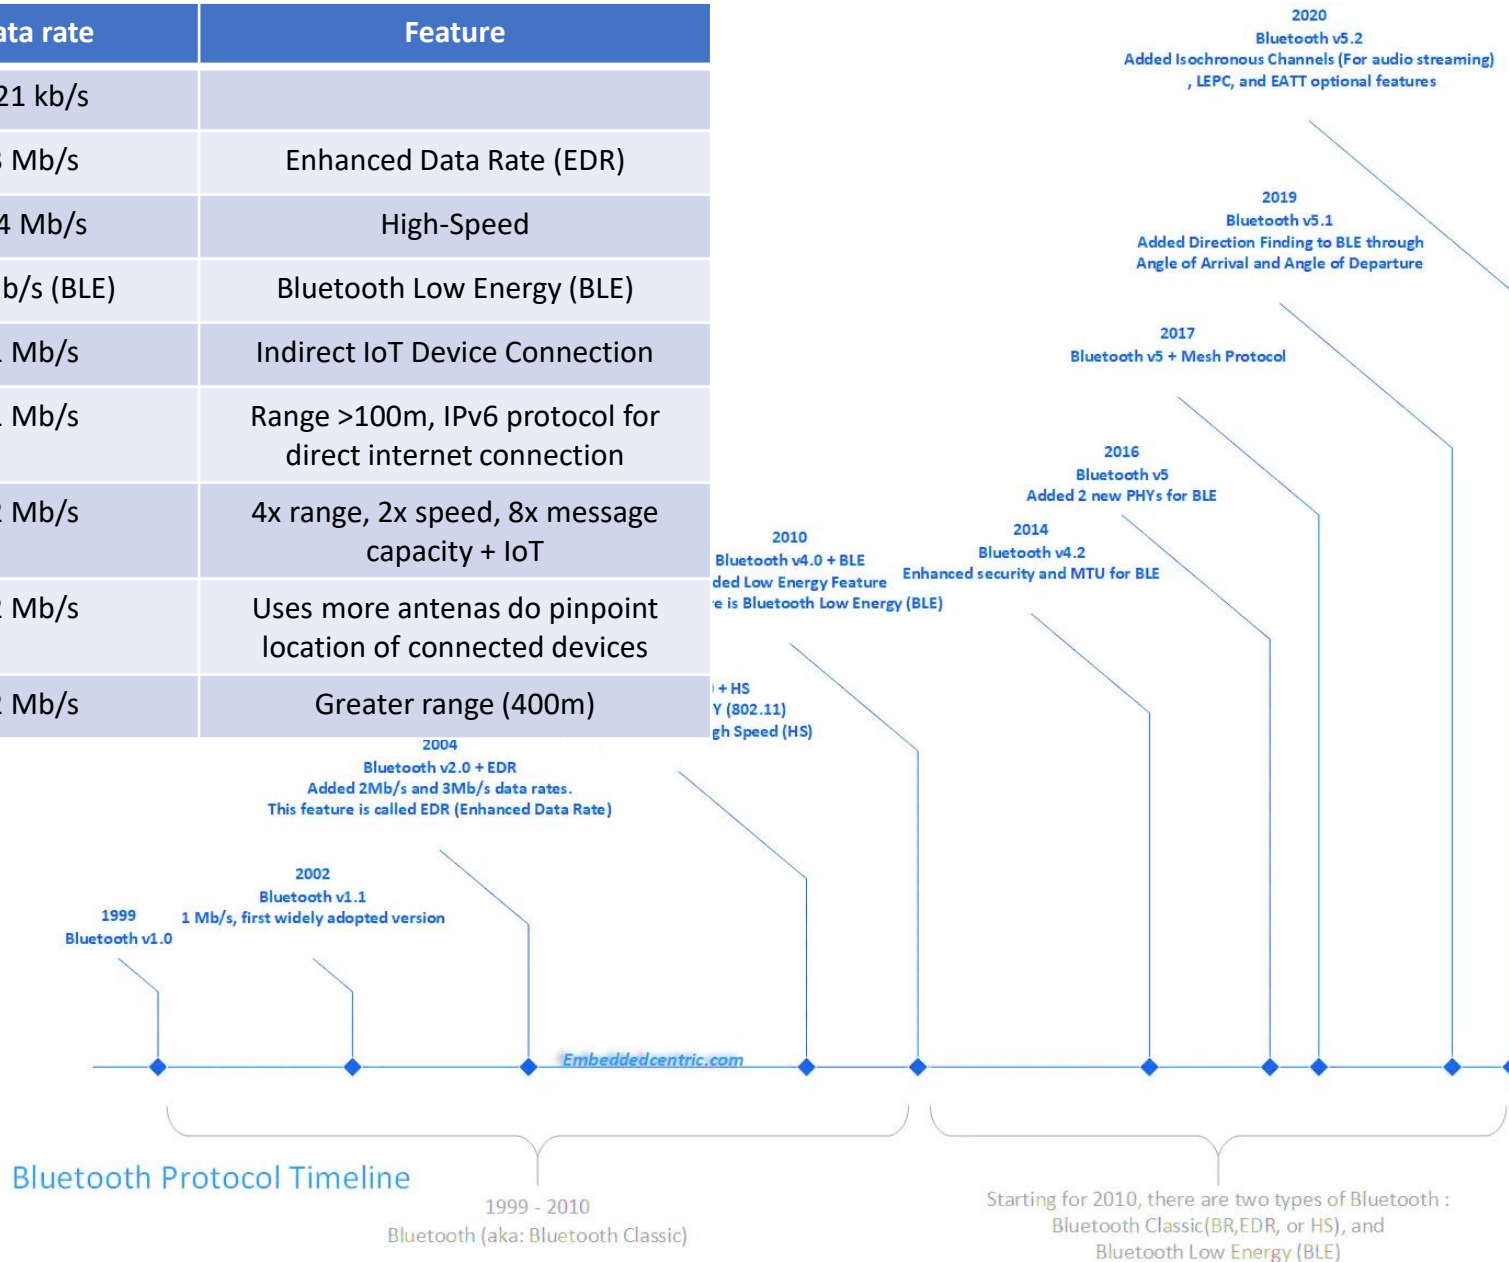 ata rate Feature
21 kb/s
3 Mb/s Enhanced Data Rate (EDR)
4 Mb/s High-Speed
b/s (BLE) Bluetooth Low Energy (BLE)
1 Mb/s Indirect IoT Device Connection
1 Mb/s Range >100m, IPv6 protocol for
direct internet connection
2 Mb/s 4x range, 2x speed, 8x message
capacity + IoT
2 Mb/s Uses more antenas do pinpoint
location of connected devices
2 Mb/s Greater range (400m)
2020
Bluetooth v5.2
Added Isochronous Channels (For audio streaming)
, LEPC, and EATT optional features
2019
Bluetooth v5.1
Added Direction Finding to BLE through
Angle of Arrival and Angle of Departure
2017
Bluetooth v5 + Mesh Protocol
2016
Bluetooth v5
Added 2 new PHYs for BLE
2014
Bluetooth v4.2
Enhanced security and MTU for BLE
2010
Bluetooth v4.0 + BLE
ded Low Energy Feature
e is Bluetooth Low Energy (BLE)
+ HS
Y (802.11)
gh Speed (HS)
2004
Bluetooth v2.0 + EDR
Added 2Mb/s and 3Mb/s data rates.
This feature is called EDR (Enhanced Data Rate)
2002
Bluetooth v1.1
1 Mb/s, first widely adopted version
1999
Bluetooth v1.0
Embeddedcentric.com
Bluetooth Protocol Timeline
1999 - 2010
Bluetooth (aka: Bluetooth Classic)
Starting for 2010, there are two types of Bluetooth :
Bluetooth Classic(BR,EDR, or HS), and
Bluetooth Low Energy (BLE)